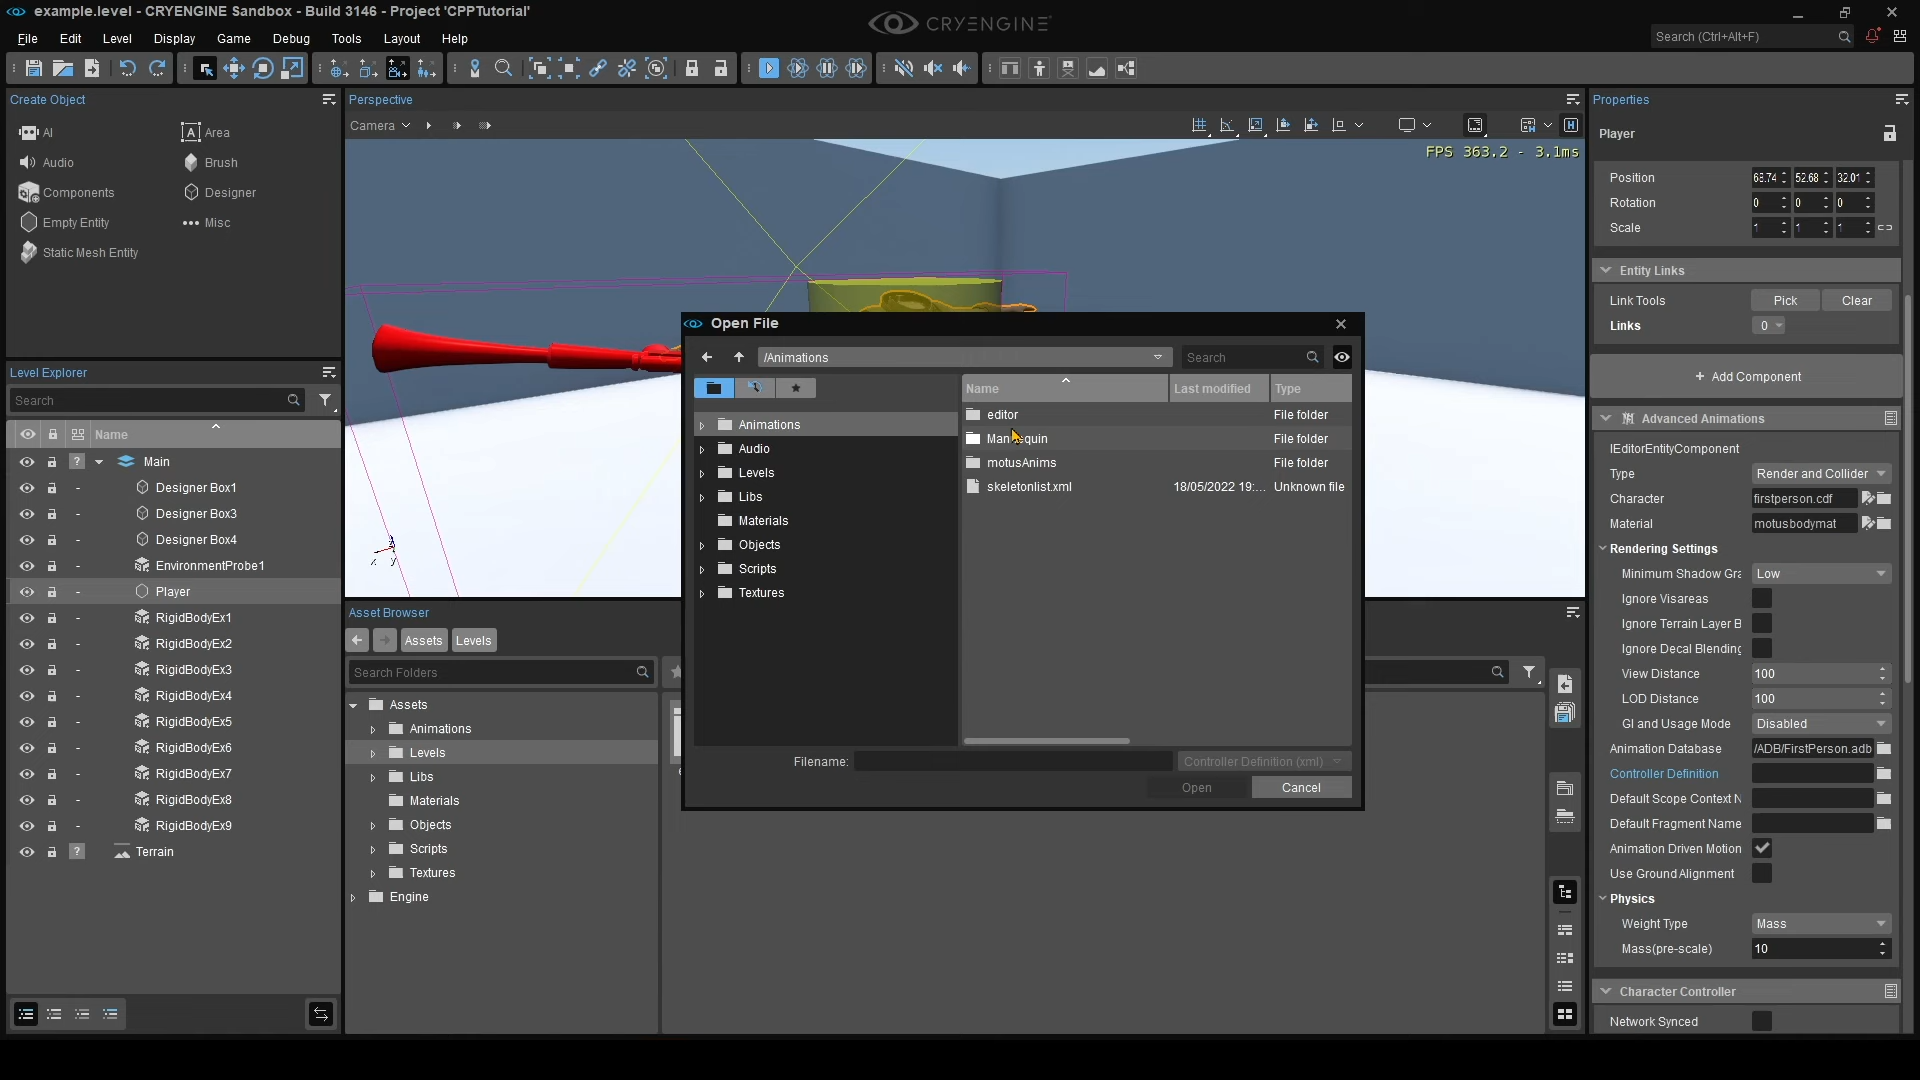 example.level - CRYENGINE Sandbox - Build 3146 - Project 'CPPTutorial'
CRYENGINE
File Edit Level Display Game Debug Tools Layout Help
Search (Ctrl+Alt+F)
Create Object
AI Area
Audio Brush
Components Designer
Empty Entity Misc
Static Mesh Entity
Level Explorer
Search
Name
? Main
- Designer Box1
- Designer Box3
- Designer Box4
- EnvironmentProbe1
- Player
- RigidBodyEx1
- RigidBodyEx2
- RigidBodyEx3
- RigidBodyEx4
- RigidBodyEx5
- RigidBodyEx6
- RigidBodyEx7
- RigidBodyEx8
- RigidBodyEx9
? Terrain
Perspective
Camera
FPS 363.2 - 3.1ms
x y
Open File
/Animations
Search
Animations
Audio
Levels
Libs
Materials
Objects
Scripts
Textures
Name Last modified Type
editor File folder
File folder
motusAnims File folder
skeletonlist.xml 18/05/2022 19:... Unknown file
Filename: Controller Definition (xml)
Open Cancel
Asset Browser
Assets Levels
Search Folders
Assets
Animations
Levels
Libs
Materials
Objects
Scripts
Textures
Engine
Properties
Player
Position 68.74 52.68 32.01
Rotation 0 0 0
Scale 1 1 1
Entity Links
Link Tools Pick Clear
Links 0
+ Add Component
Advanced Animations
IEditorEntityComponent
Type Render and Collider
Character firstperson.cdf
Material motusbodymat
Rendering Settings
Minimum Shadow Gra Low
Ignore Visareas
Ignore Terrain Layer B
Ignore Decal Blending
View Distance 100
LOD Distance 100
GI and Usage Mode Disabled
Animation Database /ADB/FirstPerson.adb
Controller Definition
Default Scope Context N
Default Fragment Name
Animation Driven Motion
Use Ground Alignment
Physics
Weight Type Mass
Mass(pre-scale) 10
Character Controller
Network Synced